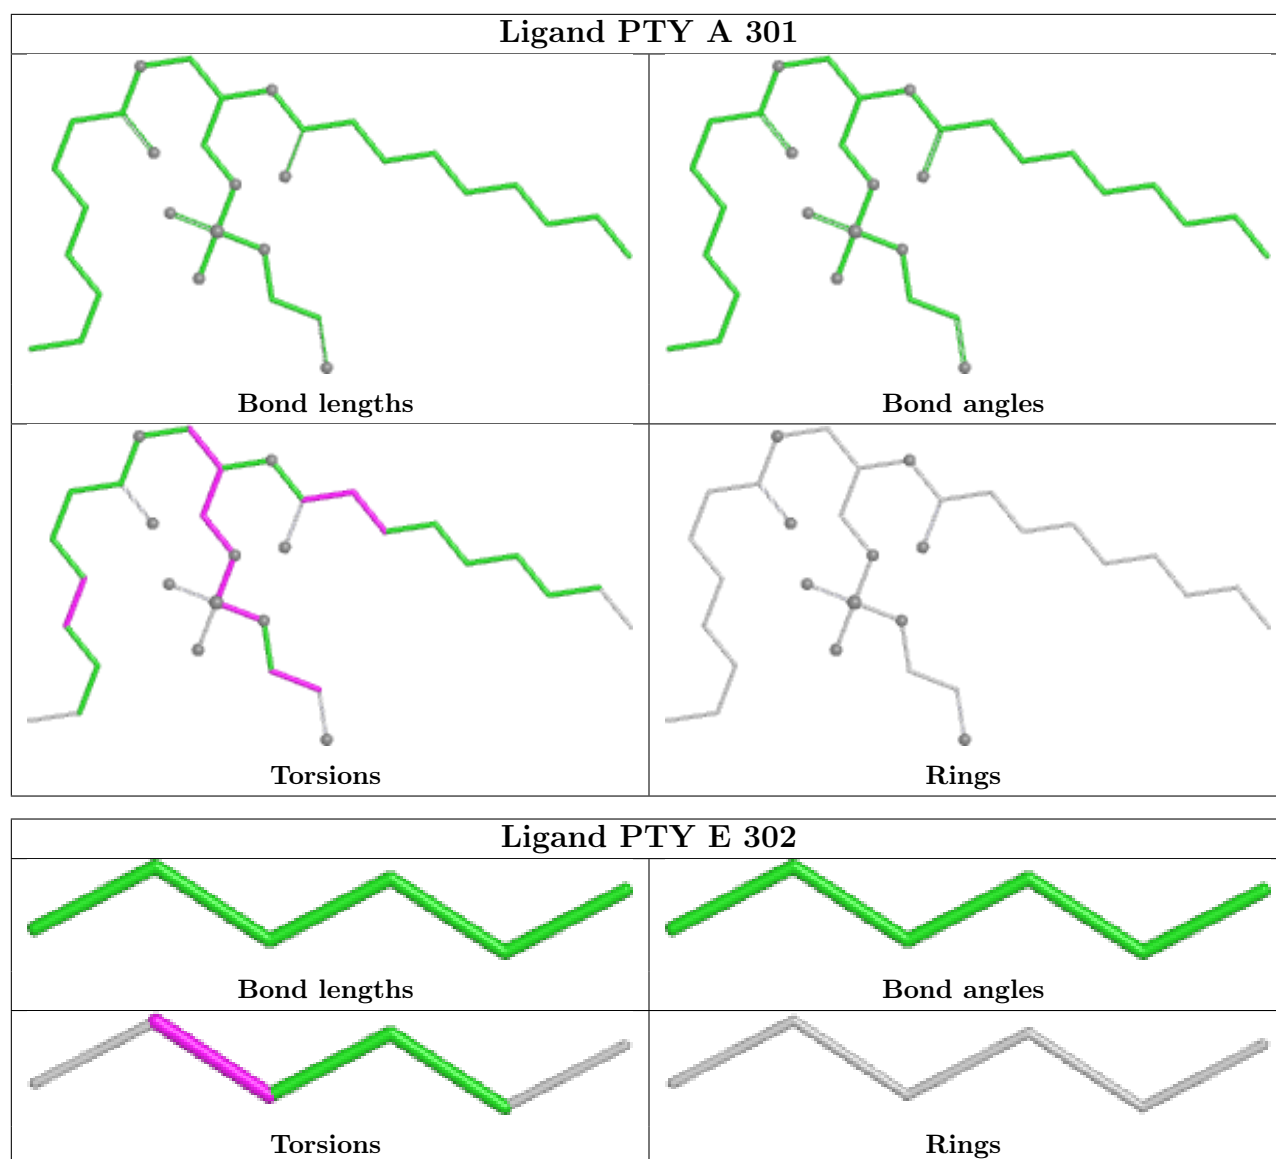 Ligand PTY A 301
Bond lengths
Bond angles
Torsions
Rings
Ligand PTY E 302
Bond lengths
Bond angles
Torsions
Rings